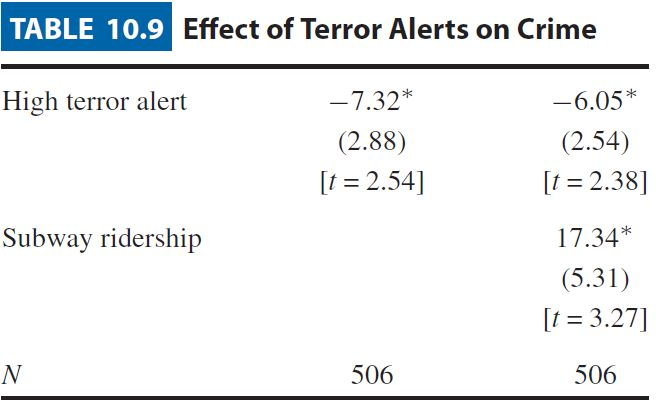 TABLE 10.9 Effect of Terror Alerts on Crime
High terror alert −7.32* −6.05*
(2.88) (2.54)
[t = 2.54] [t = 2.38]
Subway ridership 17.34*
(5.31)
[t = 3.27]
N 506 506